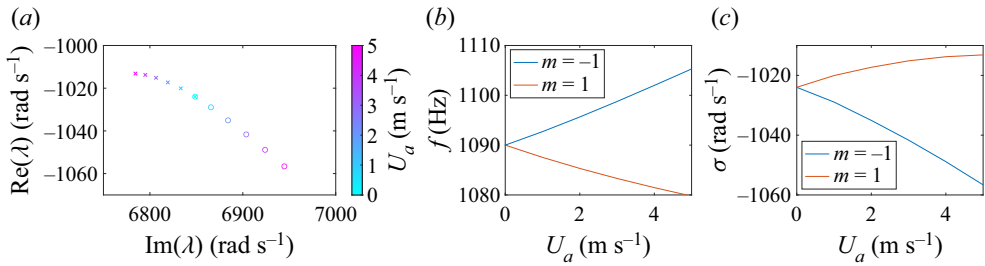 (a)
−1000
−1020
−1040
−1060
Re(λ) (rad s⁻¹)
6800
6900
7000
Im(λ) (rad s⁻¹)
5
4
3
2
1
0
U_a (m s⁻¹)
(b)
1110
1100
1090
1080
f (Hz)
m = −1
m = 1
0
2
4
U_a (m s⁻¹)
(c)
−1020
−1040
−1060
σ (rad s⁻¹)
m = −1
m = 1
0
2
4
U_a (m s⁻¹)